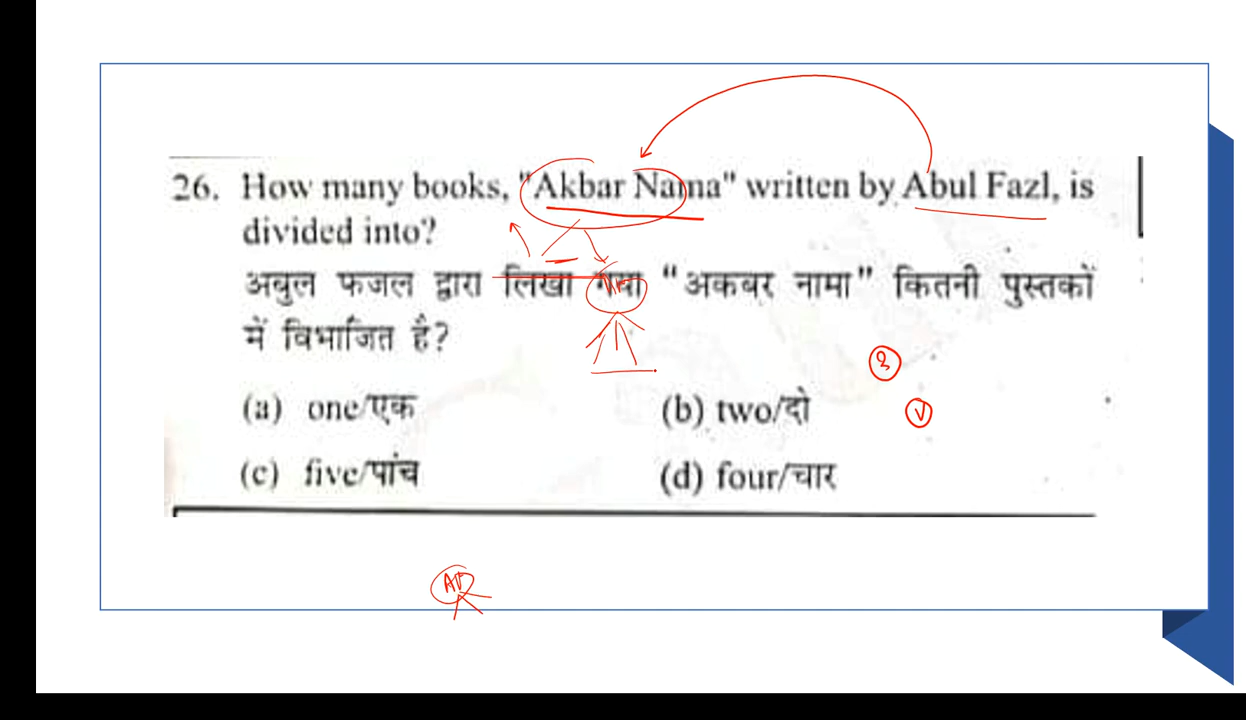 26. How many books, "Akbar Nama" written by Abul Fazl, is
divided into?
अबुल फजल द्वारा लिखा गया “अकबर नामा” कितनी पुस्तकों
में विभाजित है?
(a) one/एक (b) two/दो
(c) five/पांच (d) four/चार